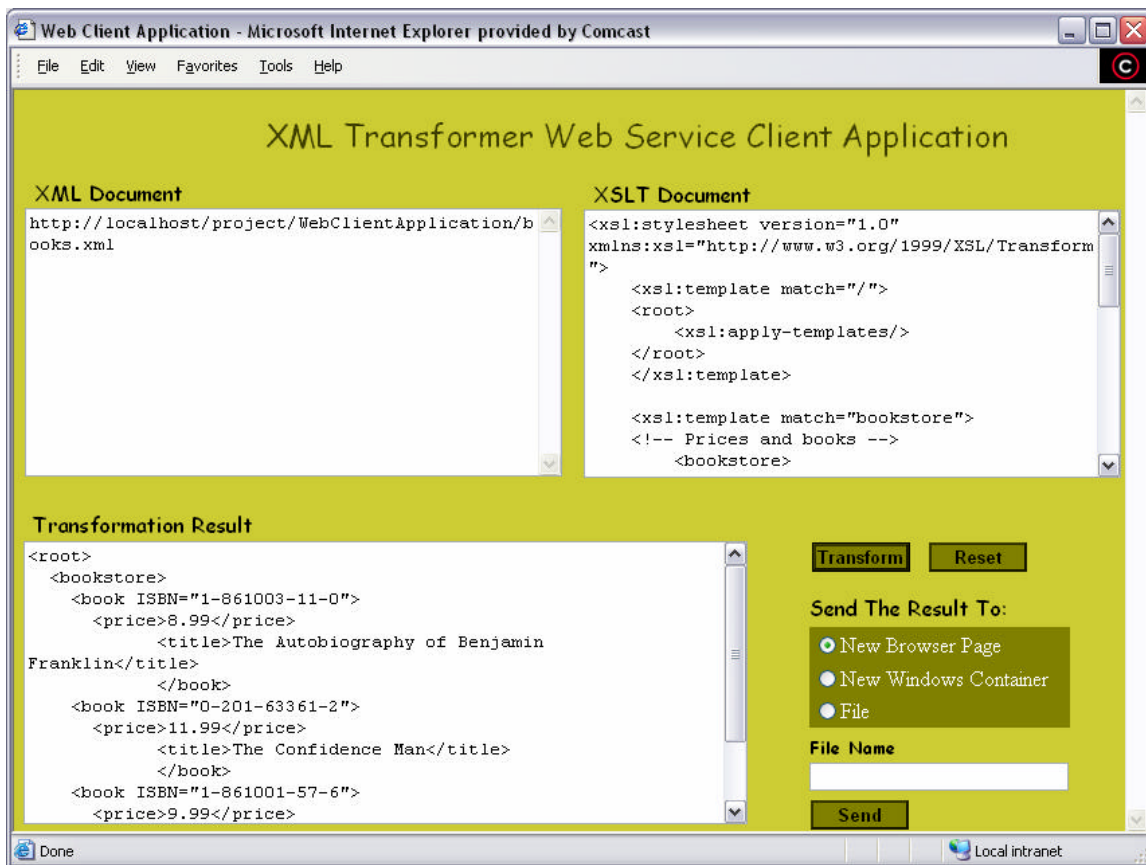 Web Client Application - Microsoft Internet Explorer provided by Comcast
File Edit View Favorites Tools Help
XML Transformer Web Service Client Application
XML Document
http://localhost/project/WebClientApplication/b
ooks.xml
XSLT Document
<xsl:stylesheet version="1.0"
xmlns:xsl="http://www.w3.org/1999/XSL/Transform
">
<xsl:template match="/">
<root>
<xsl:apply-templates/>
</root>
</xsl:template>
<xsl:template match="bookstore">
<!-- Prices and books -->
<bookstore>
Transformation Result
<root>
<bookstore>
<book ISBN="1-861003-11-0">
<price>8.99</price>
<title>The Autobiography of Benjamin
Franklin</title>
</book>
<book ISBN="0-201-63361-2">
<price>11.99</price>
<title>The Confidence Man</title>
</book>
<book ISBN="1-861001-57-6">
<price>9.99</price>
Transform Reset
Send The Result To:
New Browser Page
New Windows Container
File
File Name
Send
Done
Local intranet